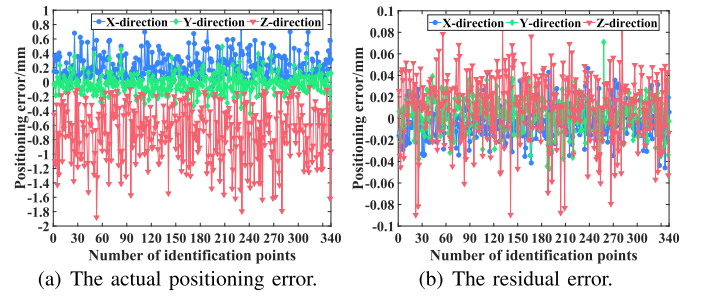 X-direction Y-direction Z-direction
1
0.8
0.6
0.4
0.2
0
-0.2
-0.4
-0.6
-0.8
-1
-1.2
-1.4
-1.6
-1.8
-2
Positioning error/mm
0 30 60 90 120 150 180 210 240 270 300 340
Number of identification points
(a) The actual positioning error.
X-direction Y-direction Z-direction
0.1
0.08
0.06
0.04
0.02
0
-0.02
-0.04
-0.06
-0.08
-0.1
Positioning error/mm
0 30 60 90 120 150 180 210 240 270 300 340
Number of identification points
(b) The residual error.